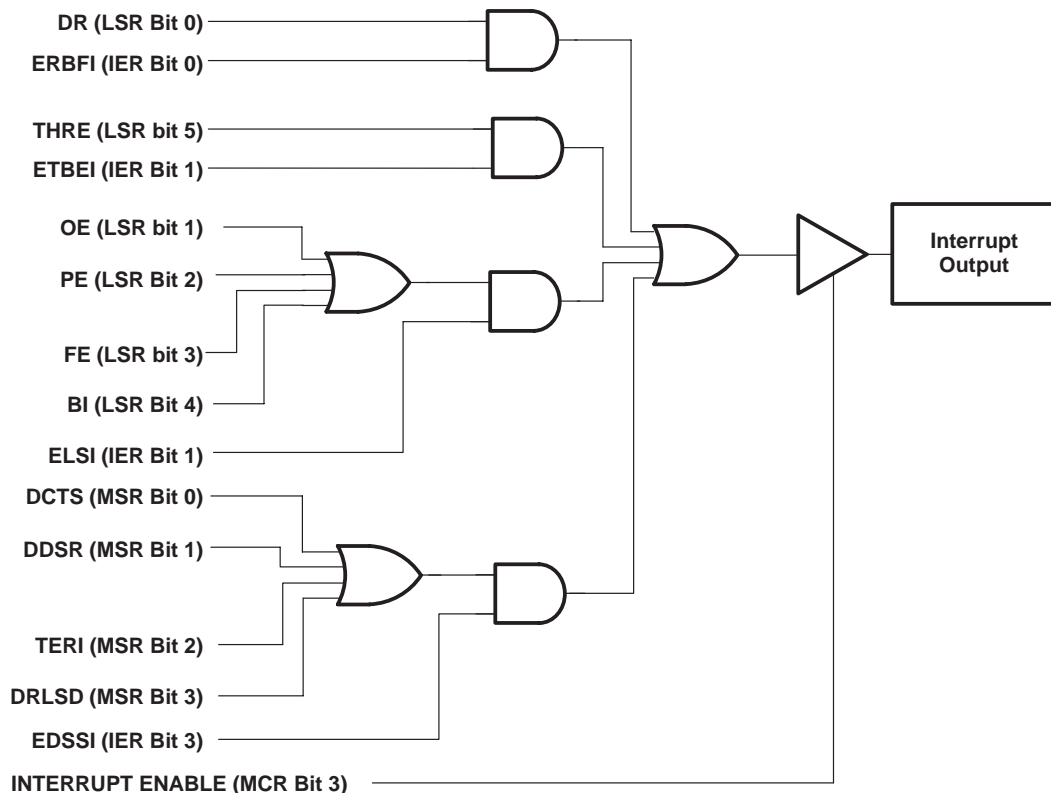 DR (LSR Bit 0)
ERBFI (IER Bit 0)
THRE (LSR bit 5)
ETBEI (IER Bit 1)
OE (LSR bit 1)
PE (LSR Bit 2)
FE (LSR bit 3)
BI (LSR Bit 4)
ELSI (IER Bit 1)
DCTS (MSR Bit 0)
DDSR (MSR Bit 1)
TERI (MSR Bit 2)
DRLSD (MSR Bit 3)
EDSSI (IER Bit 3)
INTERRUPT ENABLE (MCR Bit 3)
Interrupt
Output